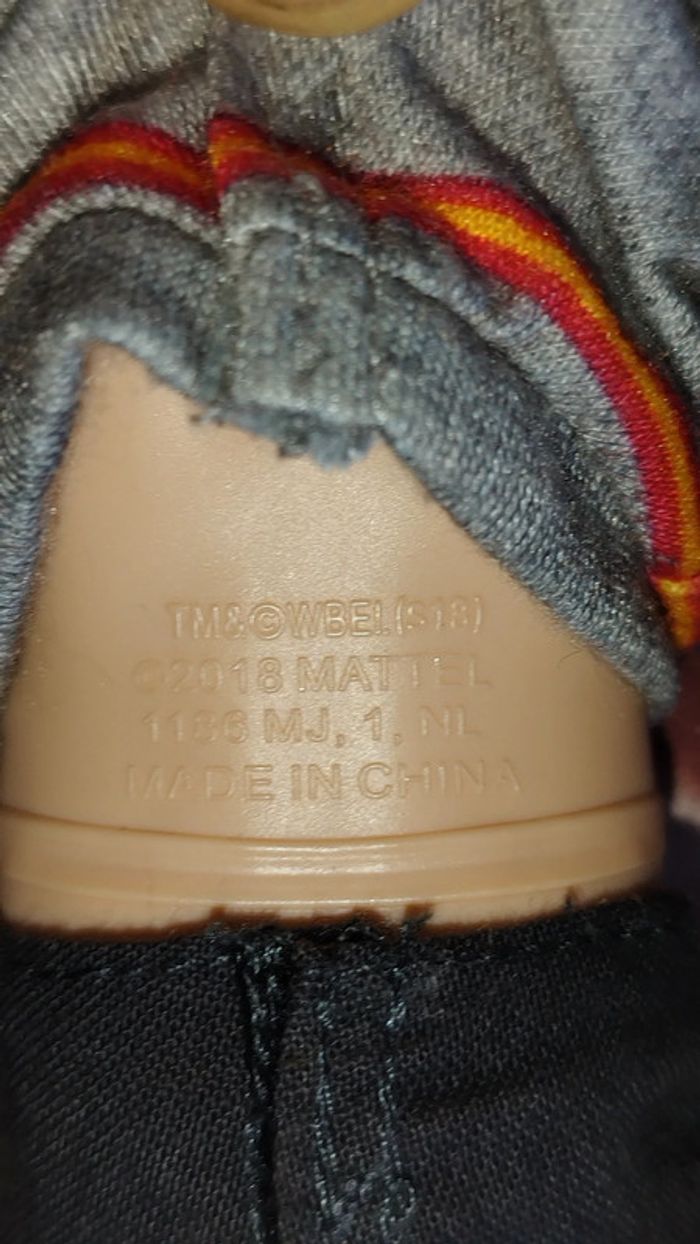 TM&©WBEI.(S18)
©2018 MATTEL
1186 MJ, 1, NL
MADE IN CHINA